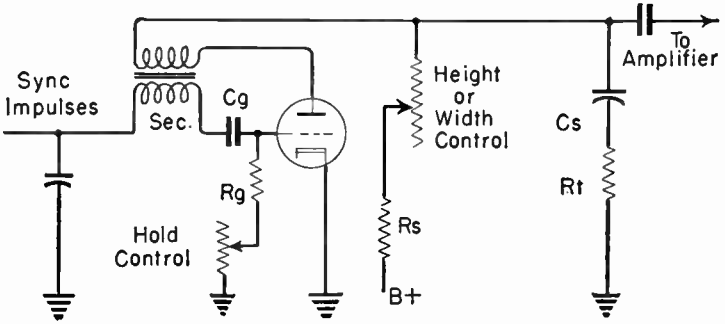 To
Amplifier
Sync
Impulses
Sec.
Cg
Height
or
Width
Control
Cs
Rg
Rt
Hold
Control
Rs
B+